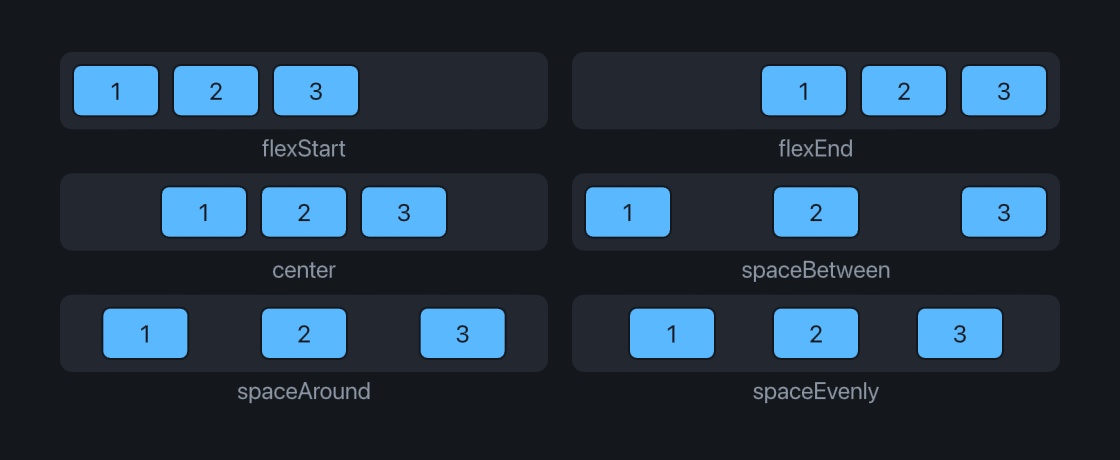 1 2 3 1 2 3
flexStart flexEnd
1 2 3 1 2 3
center spaceBetween
1 2 3 1 2 3
spaceAround spaceEvenly